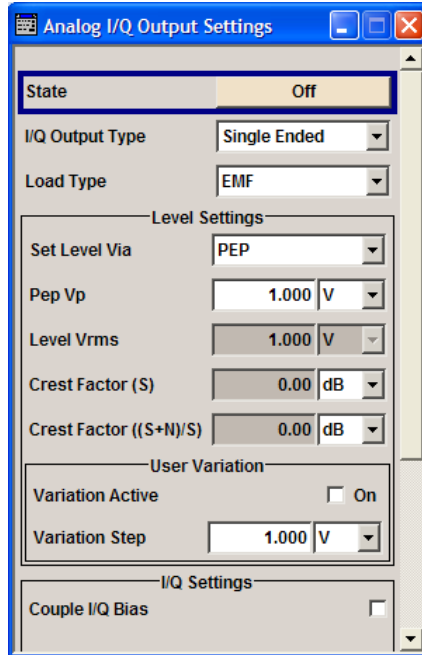 Analog I/Q Output Settings
State Off
I/Q Output Type Single Ended
Load Type EMF
Level Settings
Set Level Via PEP
Pep Vp 1.000 V
Level Vrms 1.000 V
Crest Factor (S) 0.00 dB
Crest Factor ((S+N)/S) 0.00 dB
User Variation
Variation Active On
Variation Step 1.000 V
I/Q Settings
Couple I/Q Bias